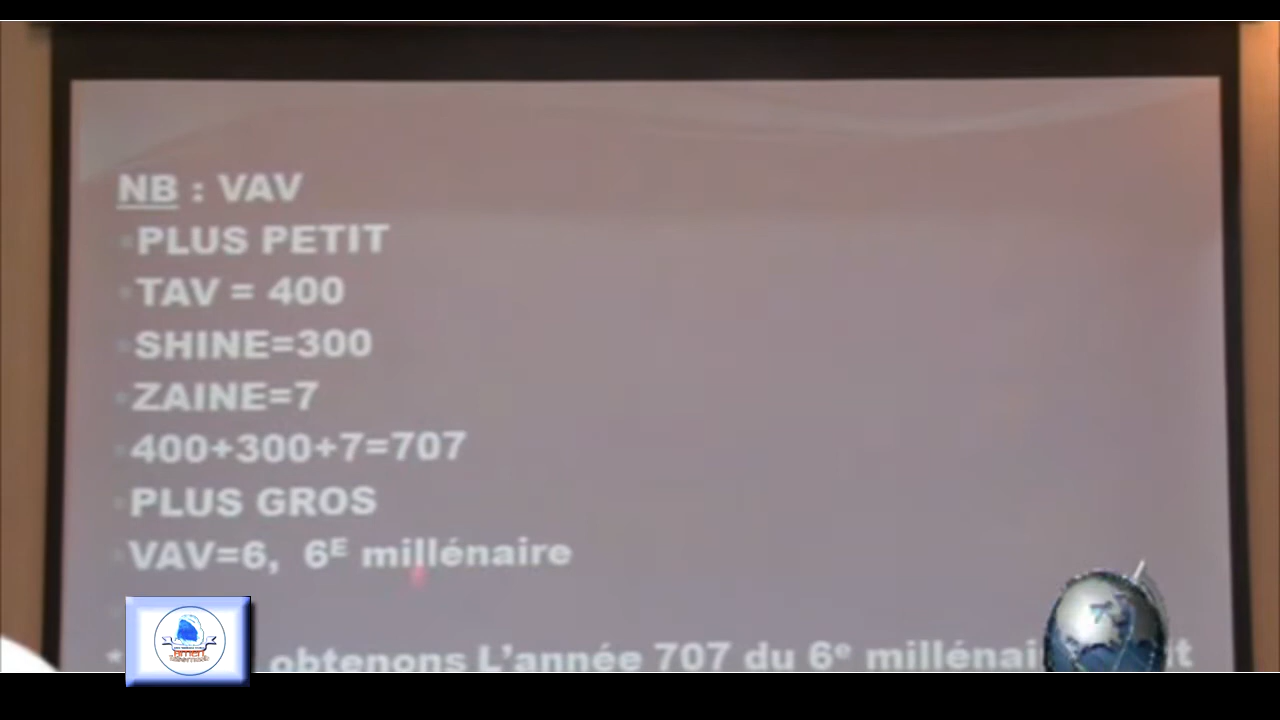 NB : VAV
PLUS PETIT
TAV = 400
SHINE=300
ZAINE=7
400+300+7=707
PLUS GROS
VAV=6, 6E millénaire
* obtenons L'année 707 du 6e